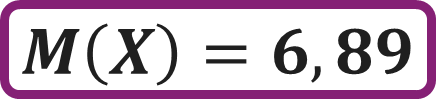 M(X) = 6,89